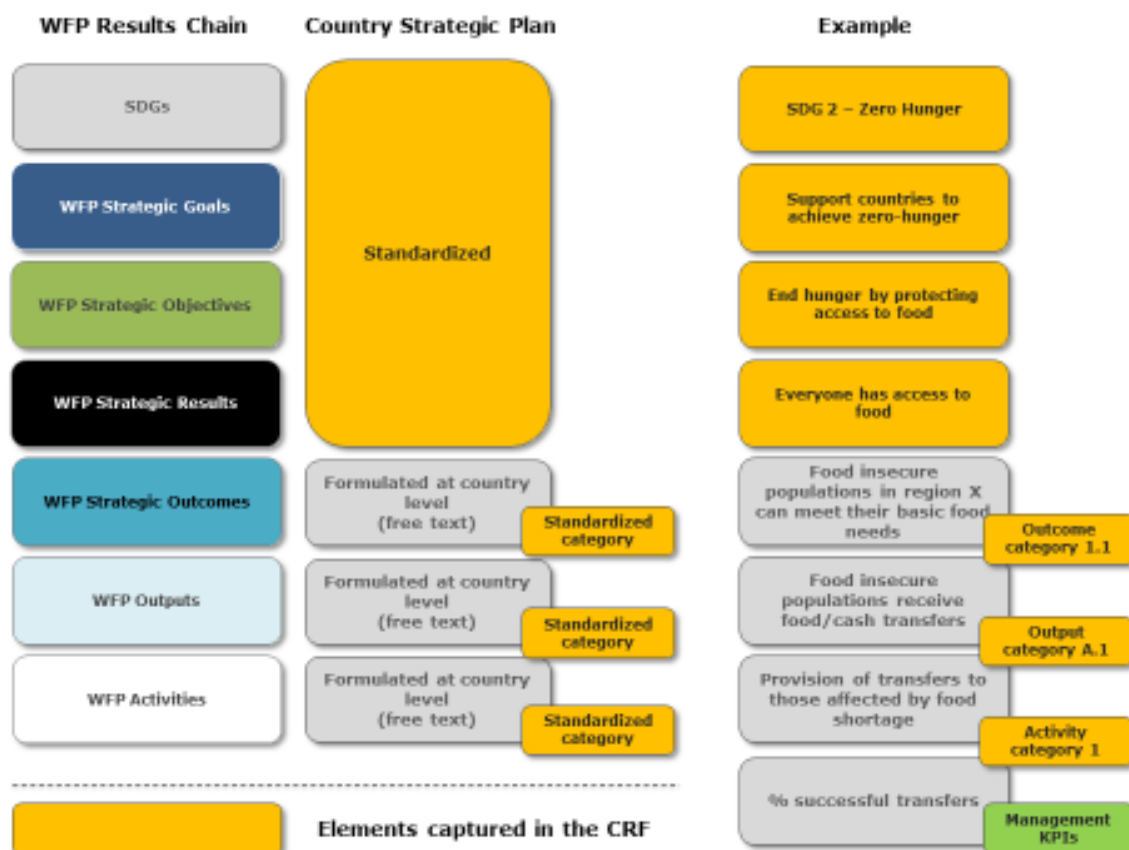 WFP Results Chain
Country Strategic Plan
Example
SDGs
Standardized
SDG 2 – Zero Hunger
WFP Strategic Goals
Support countries to
achieve zero-hunger
WFP Strategic Objectives
End hunger by protecting
access to food
WFP Strategic Results
Everyone has access to
food
WFP Strategic Outcomes
Formulated at country
level
(free text)
Standardized
category
Food insecure
populations in region X
can meet their basic food
needs
Outcome
category 1.1
WFP Outputs
Formulated at country
level
(free text)
Standardized
category
Food insecure
populations receive
food/cash transfers
Output
category A.1
WFP Activities
Formulated at country
level
(free text)
Standardized
category
Provision of transfers to
those affected by food
shortage
Activity
category 1
% successful transfers
Management
KPIs
Elements captured in the CRF